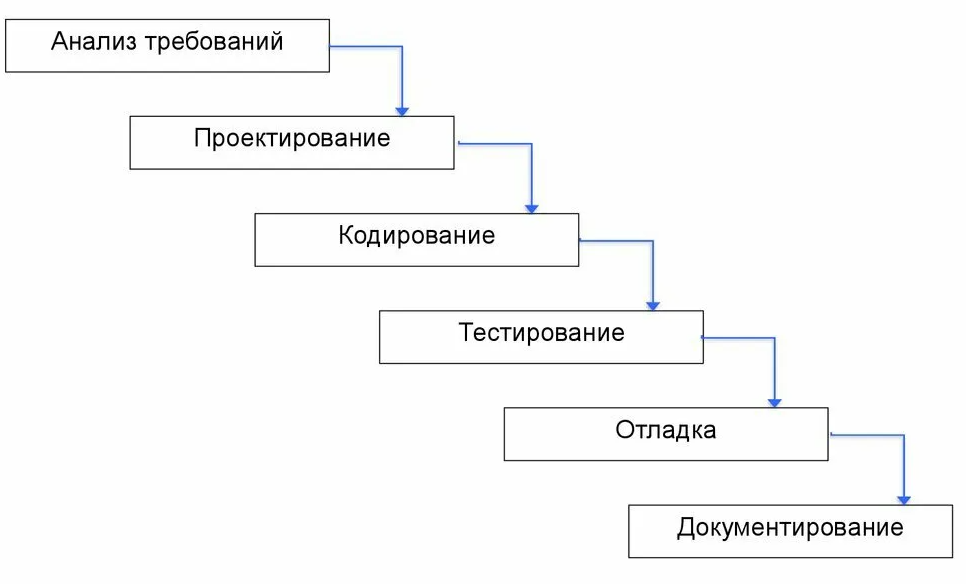 Анализ требований
Проектирование
Кодирование
Тестирование
Отладка
Документирование